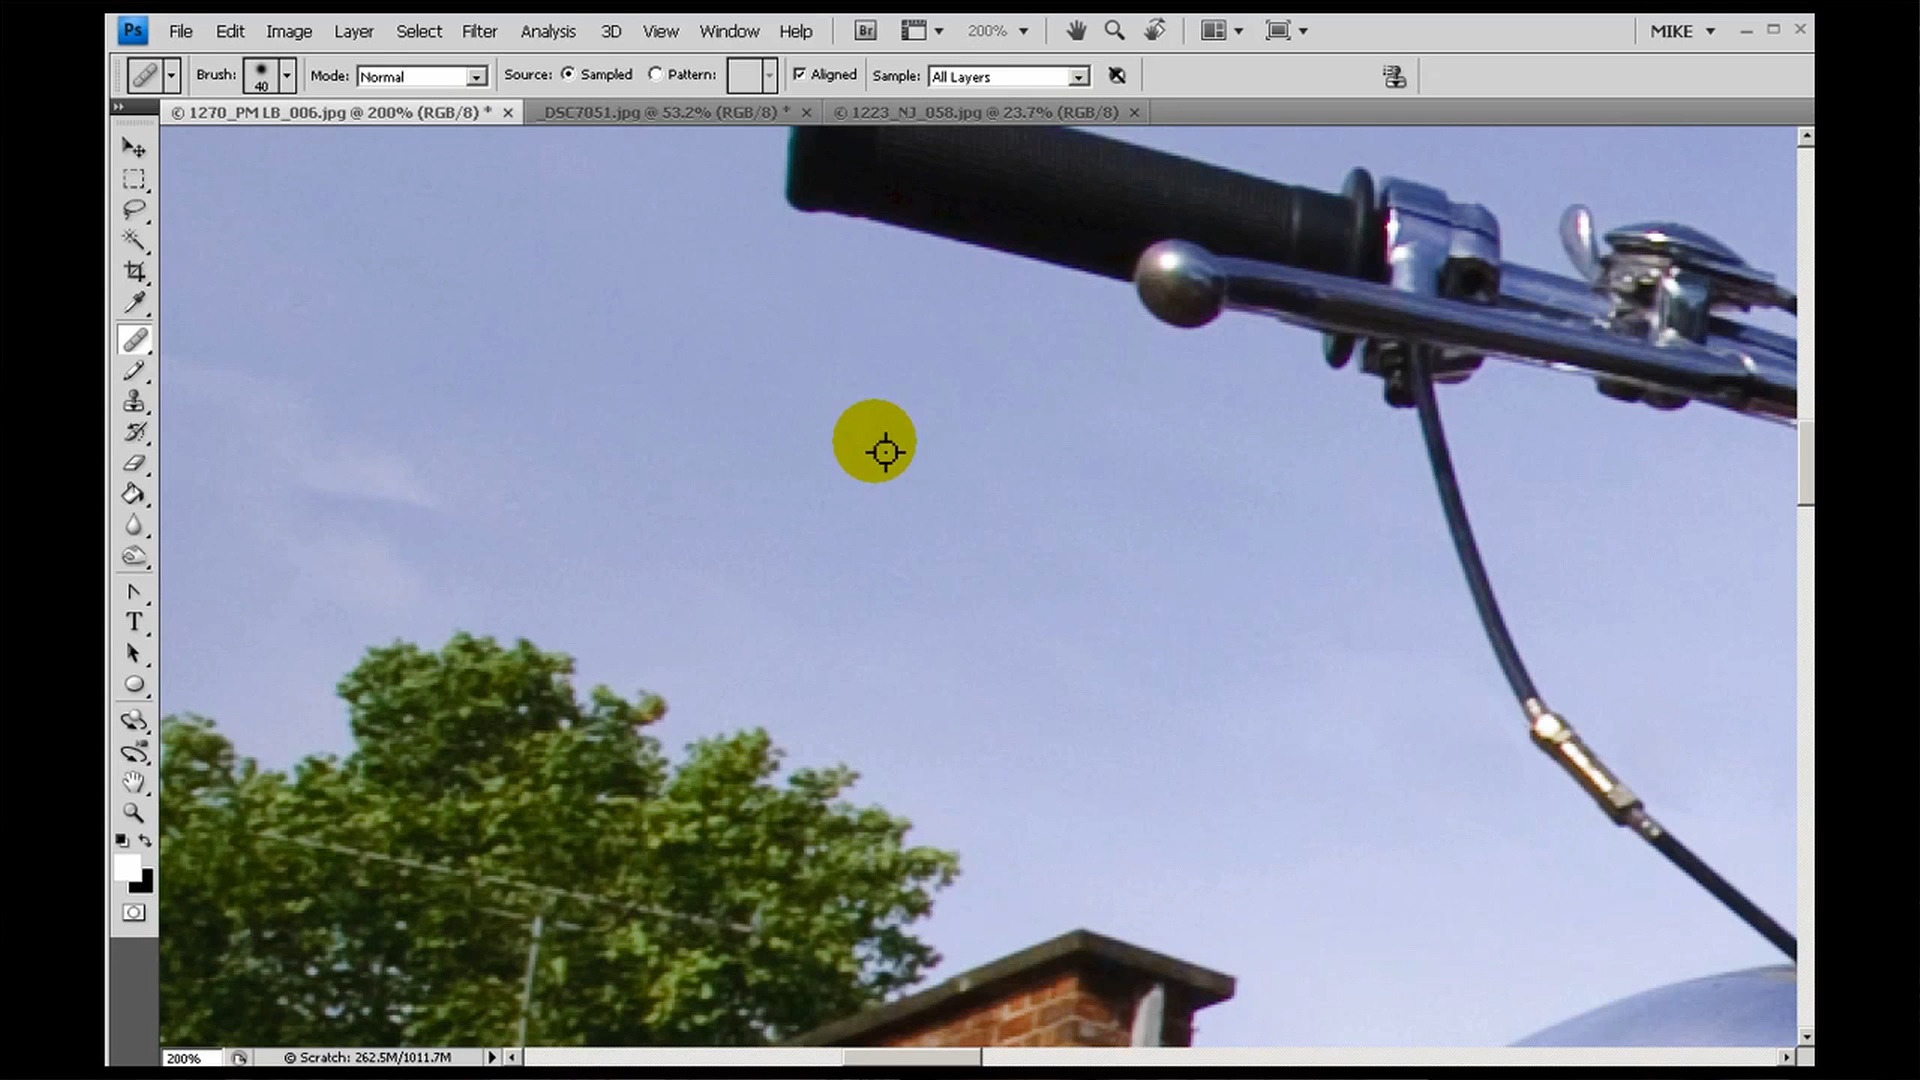 Ps File Edit Image Layer Select Filter Analysis 3D View Window Help Br 200% MIKE
Brush: 40 Mode: Normal Source: Sampled Pattern: Aligned Sample: All Layers
© 1270_PM LB_006.jpg @ 200% (RGB/8) * _DSC7051.jpg @ 53.2% (RGB/8) * © 1223_NJ_058.jpg @ 23.7% (RGB/8)
T
200% © Scratch: 262.5M/1011.7M